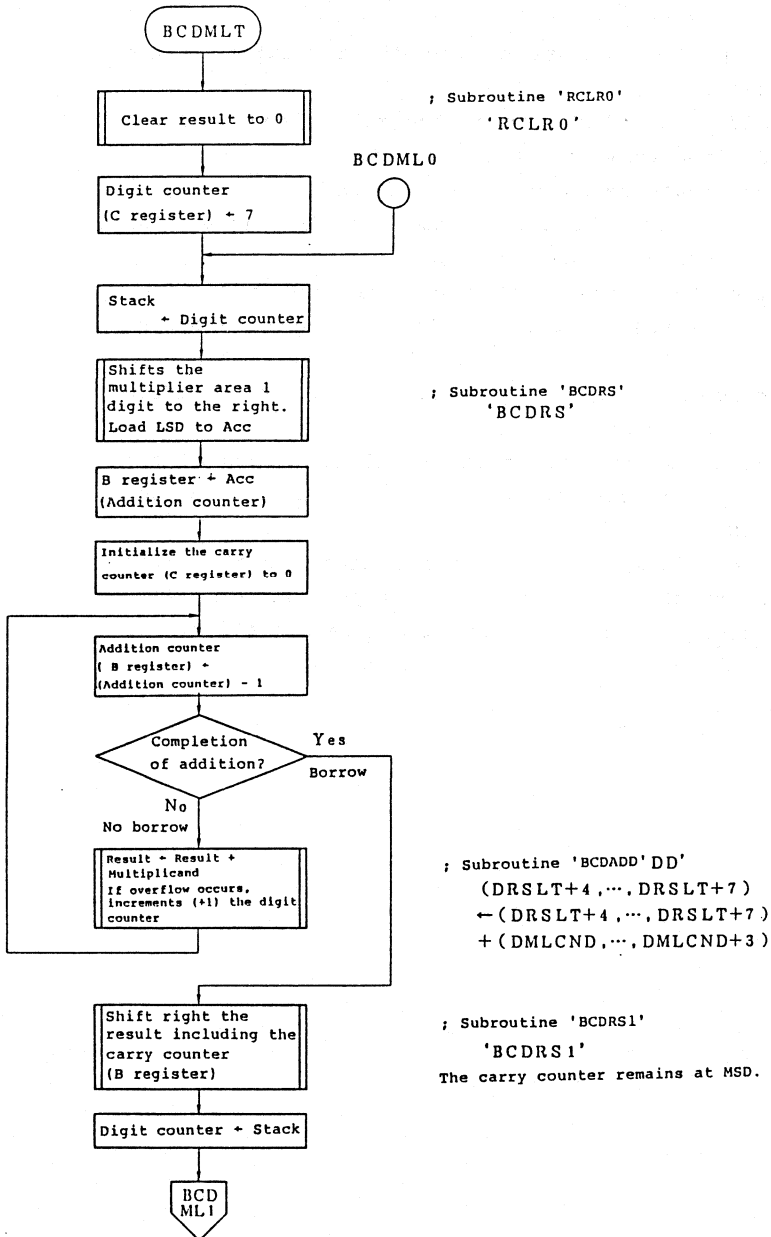 BCDMLT
; Subroutine 'RCLR0'
Clear result to 0
'RCLR0'
BCDML0
Digit counter
(C register) ← 7
Stack
← Digit counter
Shifts the
multiplier area 1
digit to the right.
Load LSD to Acc
; Subroutine 'BCDRS'
'BCDRS'
B register ← Acc
(Addition counter)
Initialize the carry
counter (C register) to 0
Addition counter
( B register) ←
(Addition counter) - 1
Completion
of addition?
Yes
Borrow
No
No borrow
Result ← Result +
Multiplicand
If overflow occurs,
increments (+1) the digit
counter
; Subroutine 'BCDADD'DD'
(DRSLT+4,…,DRSLT+7)
←(DRSLT+4,…,DRSLT+7)
+(DMLCND,…,DMLCND+3)
Shift right the
result including the
carry counter
(B register)
; Subroutine 'BCDRS1'
'BCDRS1'
The carry counter remains at MSD.
Digit counter ← Stack
BCD
ML1